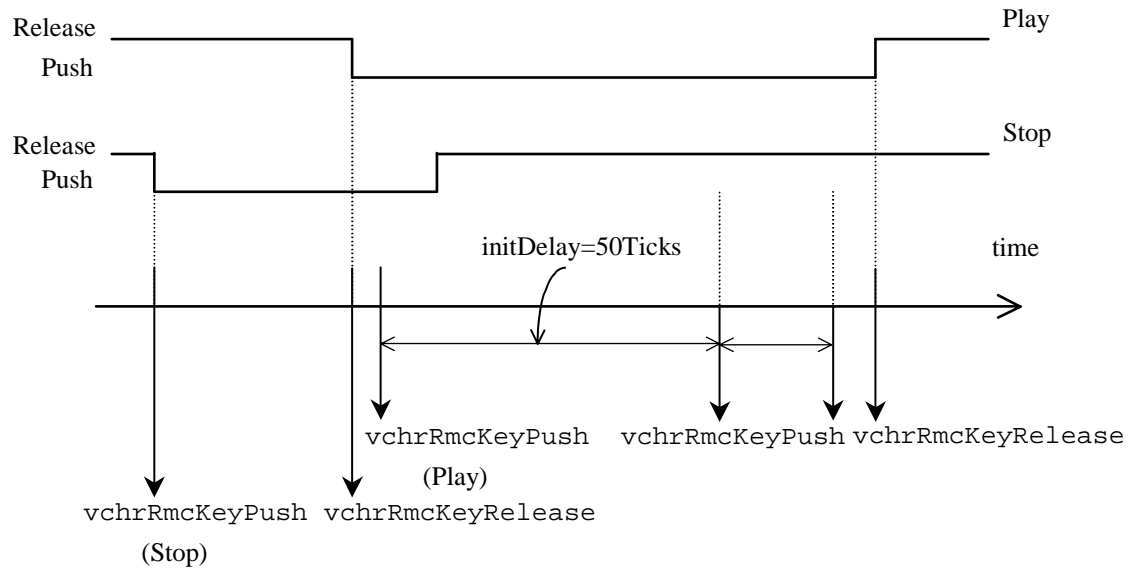 Release
Play
Push
Release
Stop
Push
initDelay=50Ticks
time
vchrRmcKeyPush
vchrRmcKeyPush
vchrRmcKeyRelease
(Play)
vchrRmcKeyPush
vchrRmcKeyRelease
(Stop)